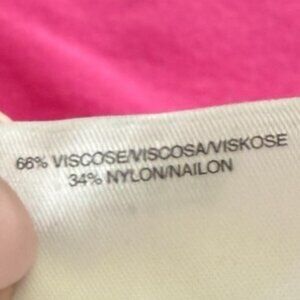 66% VISCOSE/VISCOSA/VISKOSE
34% NYLON/NAILON